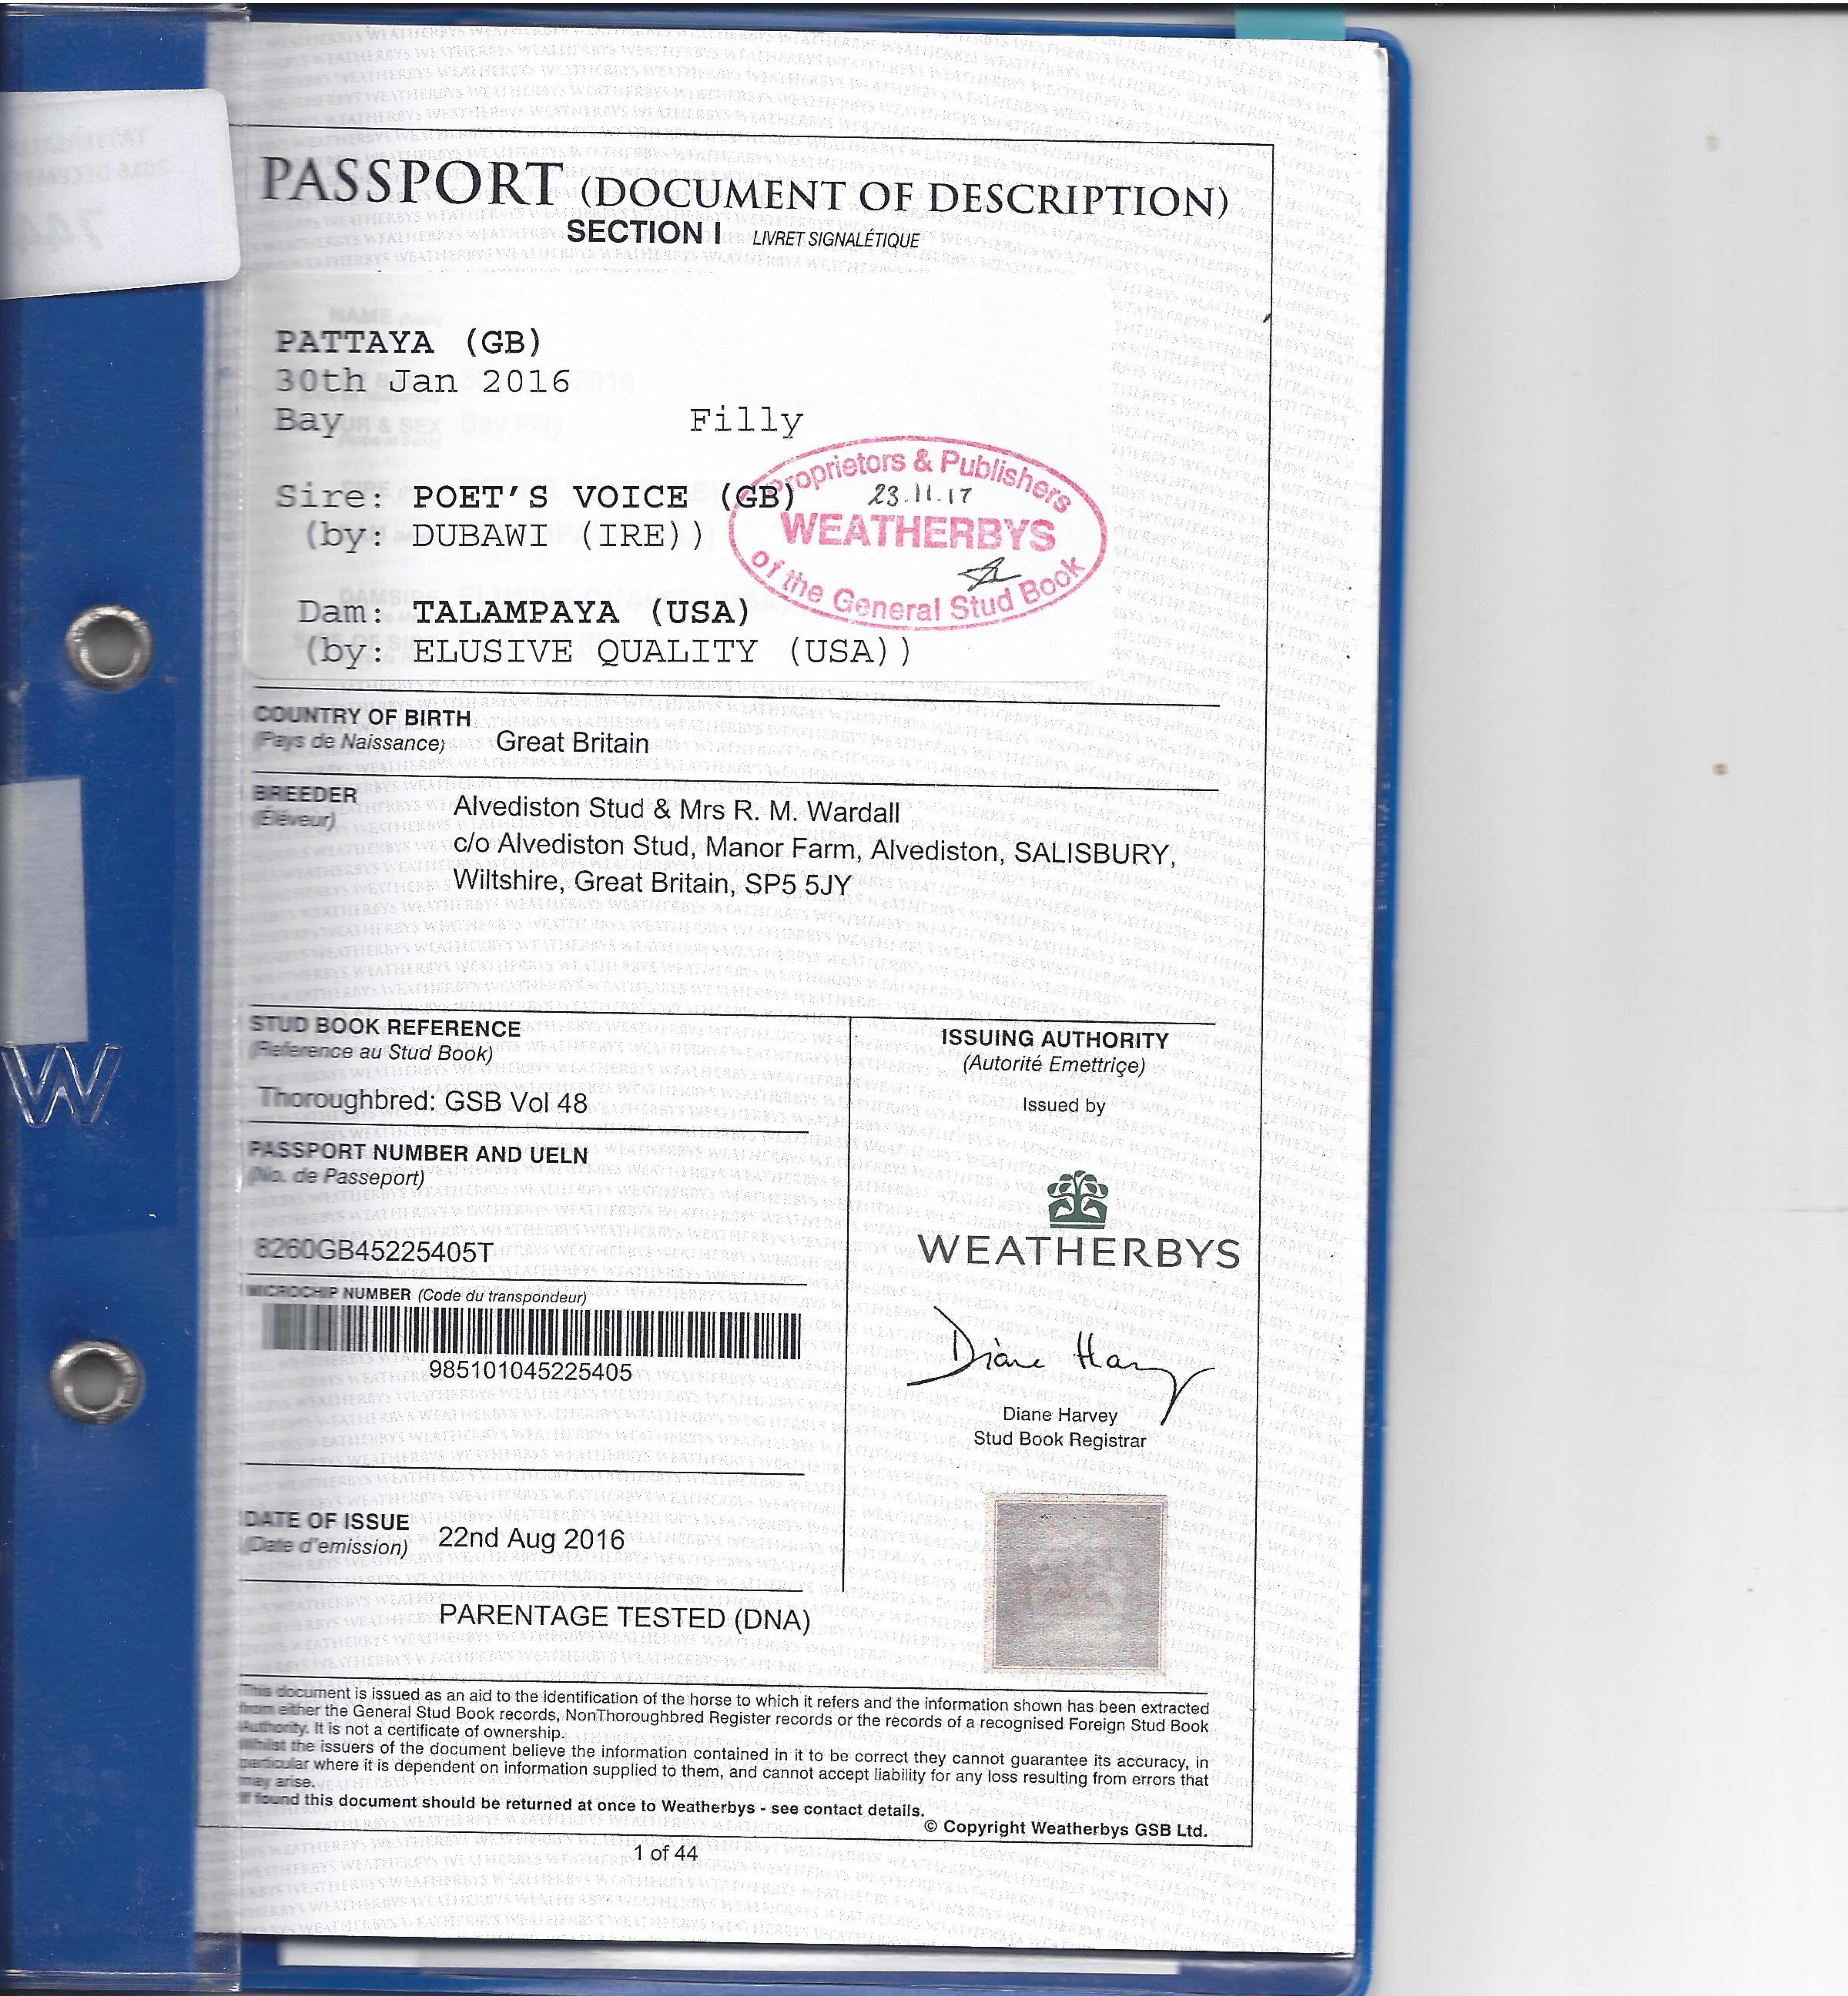 PASSPORT (DOCUMENT OF DESCRIPTION)
SECTION I LIVRET SIGNALÉTIQUE
PATTAYA (GB)
30th Jan 2016
Bay Filly
Sire: POET'S VOICE (GB)
(by: DUBAWI (IRE))
Dam: TALAMPAYA (USA)
(by: ELUSIVE QUALITY (USA))
Proprietors & Publishers
23.11.17
WEATHERBYS
of the General Stud Book
COUNTRY OF BIRTH
(Pays de Naissance) Great Britain
BREEDER
(Éleveur)
Alvediston Stud & Mrs R. M. Wardall
c/o Alvediston Stud, Manor Farm, Alvediston, SALISBURY,
Wiltshire, Great Britain, SP5 5JY
STUD BOOK REFERENCE
(Reference au Stud Book)
Thoroughbred: GSB Vol 48
PASSPORT NUMBER AND UELN
(No. de Passeport)
8260GB45225405T
MICROCHIP NUMBER (Code du transpondeur)
985101045225405
DATE OF ISSUE
(Date d'emission) 22nd Aug 2016
PARENTAGE TESTED (DNA)
ISSUING AUTHORITY
(Autorité Emettriçe)
Issued by
WEATHERBYS
Diane Harvey
Diane Harvey
Stud Book Registrar
This document is issued as an aid to the identification of the horse to which it refers and the information shown has been extracted
from either the General Stud Book records, NonThoroughbred Register records or the records of a recognised Foreign Stud Book
Authority. It is not a certificate of ownership.
Whilst the issuers of the document believe the information contained in it to be correct they cannot guarantee its accuracy, in
particular where it is dependent on information supplied to them, and cannot accept liability for any loss resulting from errors that
may arise.
If found this document should be returned at once to Weatherbys - see contact details.
© Copyright Weatherbys GSB Ltd.
1 of 44
W